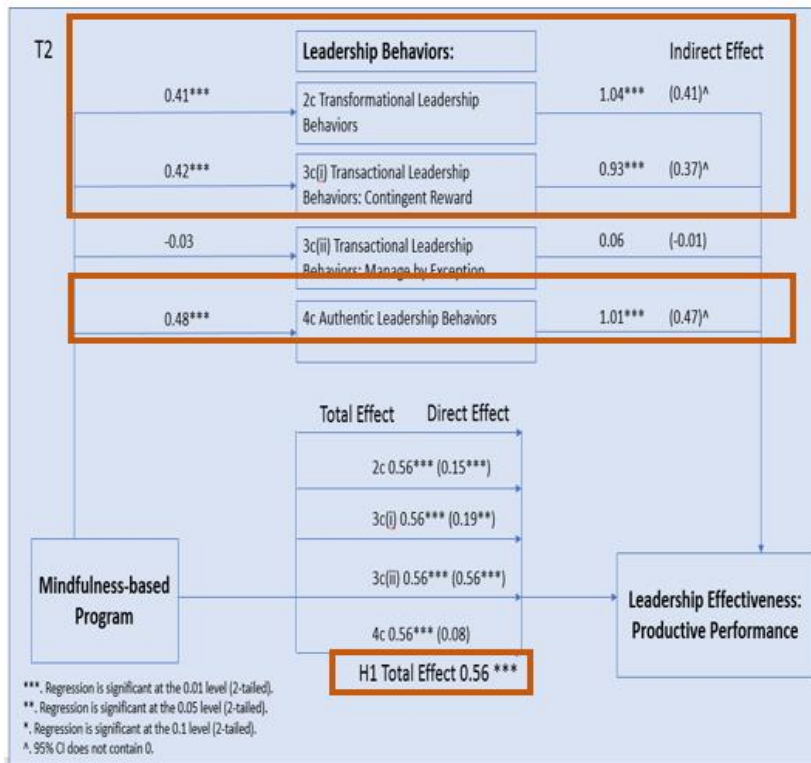 T2
Leadership Behaviors:
Indirect Effect
0.41***
2c Transformational Leadership
Behaviors
1.04*** (0.41)^
0.42***
3c(i) Transactional Leadership
Behaviors: Contingent Reward
0.93*** (0.37)^
-0.03
3c(ii) Transactional Leadership
Behaviors: Manage by Exception
0.06 (-0.01)
0.48***
4c Authentic Leadership Behaviors
1.01*** (0.47)^
Total Effect Direct Effect
2c 0.56*** (0.15***)
3c(i) 0.56*** (0.19**)
3c(ii) 0.56*** (0.56***)
4c 0.56*** (0.08)
H1 Total Effect 0.56 ***
Mindfulness-based
Program
Leadership Effectiveness:
Productive Performance
***. Regression is significant at the 0.01 level (2-tailed).
**. Regression is significant at the 0.05 level (2-tailed).
*. Regression is significant at the 0.1 level (2-tailed).
^. 95% CI does not contain 0.